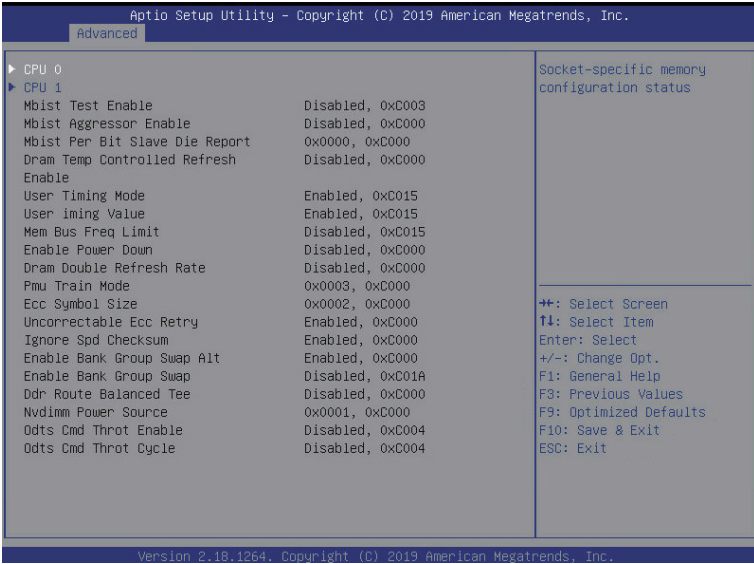 Aptio Setup Utility – Copyright (C) 2019 American Megatrends, Inc.
Advanced
▶ CPU 0
▶ CPU 1
Mbist Test Enable Disabled, 0xC003
Mbist Aggressor Enable Disabled, 0xC000
Mbist Per Bit Slave Die Report 0x0000, 0xC000
Dram Temp Controlled Refresh Disabled, 0xC000
Enable
User Timing Mode Enabled, 0xC015
User iming Value Enabled, 0xC015
Mem Bus Freq Limit Disabled, 0xC015
Enable Power Down Disabled, 0xC000
Dram Double Refresh Rate Disabled, 0xC000
Pmu Train Mode 0x0003, 0xC000
Ecc Symbol Size 0x0002, 0xC000
Uncorrectable Ecc Retry Enabled, 0xC000
Ignore Spd Checksum Enabled, 0xC000
Enable Bank Group Swap Alt Enabled, 0xC000
Enable Bank Group Swap Disabled, 0xC01A
Ddr Route Balanced Tee Disabled, 0xC000
Nvdimm Power Source 0x0001, 0xC000
Odts Cmd Throt Enable Disabled, 0xC004
Odts Cmd Throt Cycle Disabled, 0xC004
Socket-specific memory
configuration status
→←: Select Screen
↑↓: Select Item
Enter: Select
+/-: Change Opt.
F1: General Help
F3: Previous Values
F9: Optimized Defaults
F10: Save & Exit
ESC: Exit
Version 2.18.1264. Copyright (C) 2019 American Megatrends, Inc.